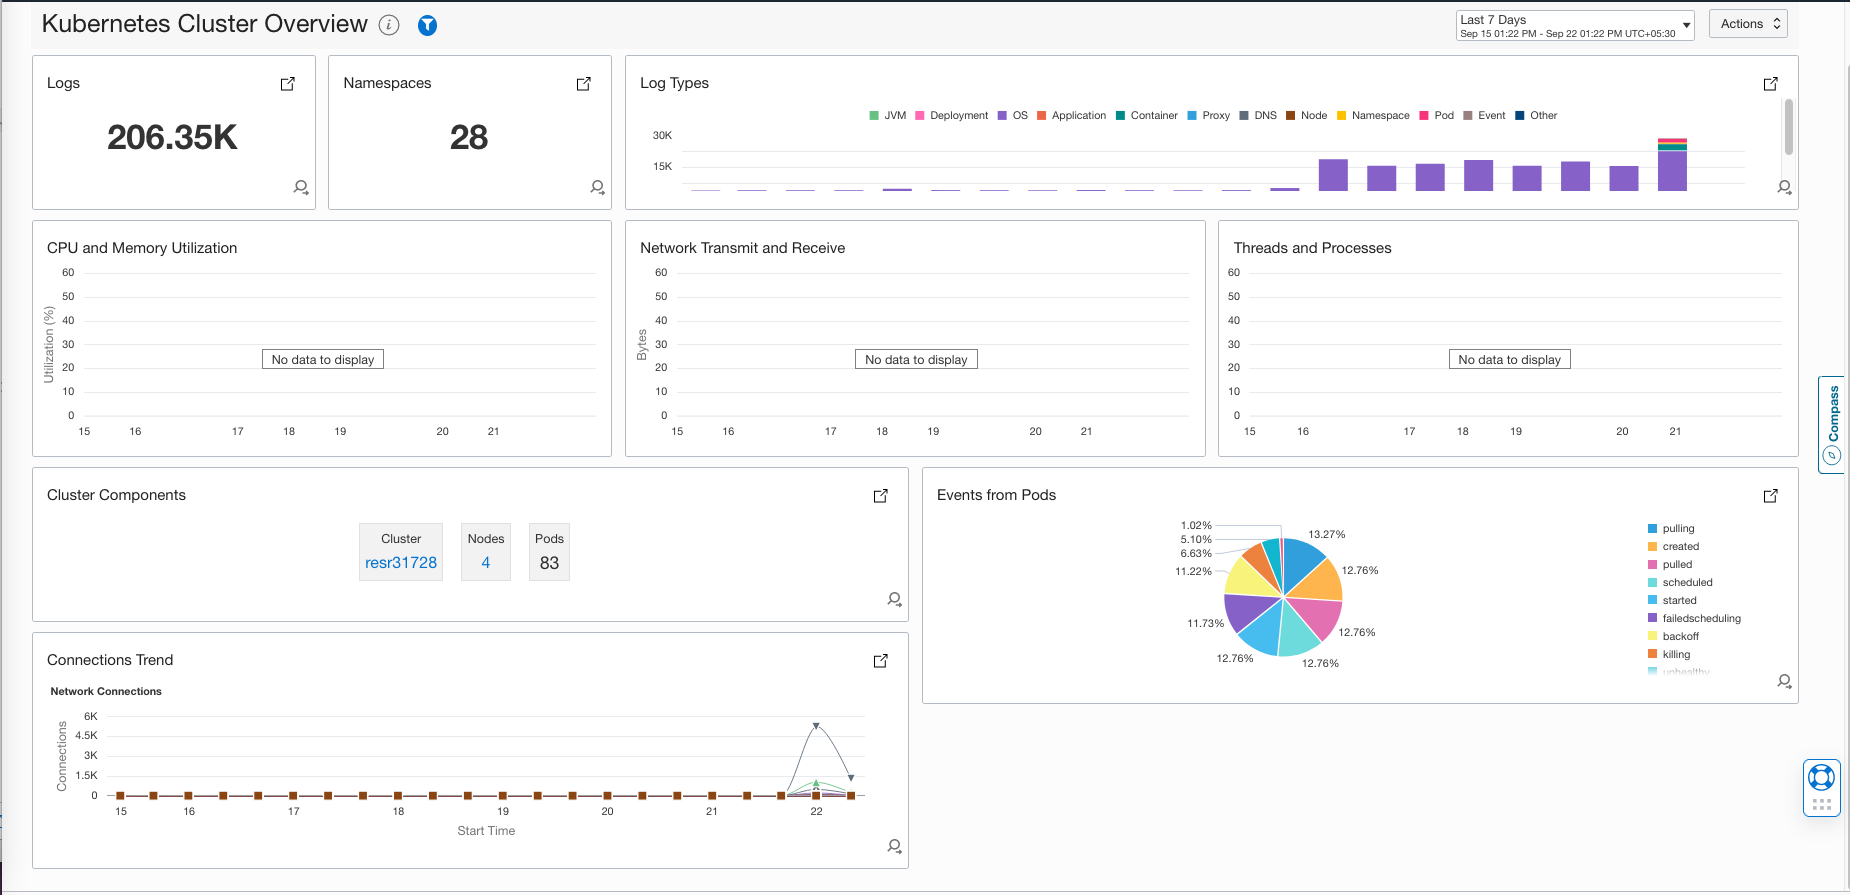 Kubernetes Cluster Overview
Last 7 Days
Sep 15 01:22 PM - Sep 22 01:22 PM UTC+05:30
Actions
Logs
206.35K
Namespaces
28
Log Types
JVM Deployment OS Application Container Proxy DNS Node Namespace Pod Event Other
30K
15K
CPU and Memory Utilization
Utilization (%)
60
50
40
30
20
10
0
No data to display
15 16 17 18 19 20 21
Network Transmit and Receive
Bytes
60
50
40
30
20
10
0
No data to display
15 16 17 18 19 20 21
Threads and Processes
60
50
40
30
20
10
0
No data to display
15 16 17 18 19 20 21
Compass
Cluster Components
Cluster
resr31728
Nodes
4
Pods
83
Events from Pods
1.02%
5.10%
6.63%
11.22%
11.73%
12.76%
13.27%
12.76%
12.76%
12.76%
pulling
created
pulled
scheduled
started
failedscheduling
backoff
killing
unhealthy
Connections Trend
Network Connections
Connections
6K
4.5K
3K
1.5K
0
15 16 17 18 19 20 21 22
Start Time